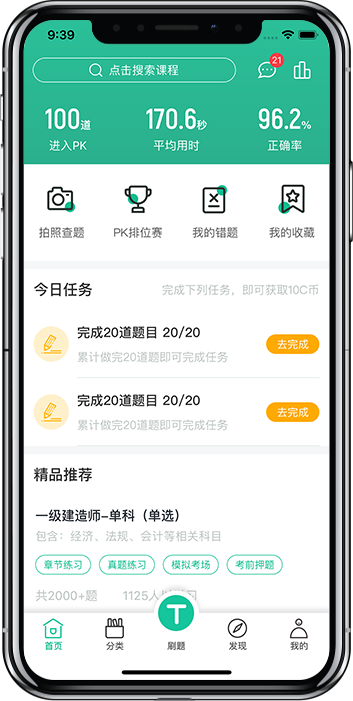 9:39
点击搜索课程
21
100道
170.6秒
96.2%
进入PK
平均用时
正确率
拍照查题
PK排位赛
我的错题
我的收藏
今日任务
完成下列任务，即可获取10C币
完成20道题目 20/20
累计做完20道题即可完成任务
去完成
完成20道题目 20/20
累计做完20道题即可完成任务
去完成
精品推荐
一级建造师-单科（单选）
包含：经济、法规、会计等相关科目
章节练习
真题练习
模拟考场
考前押题
共2000+题
1125人
习
T
首页
分类
刷题
发现
我的